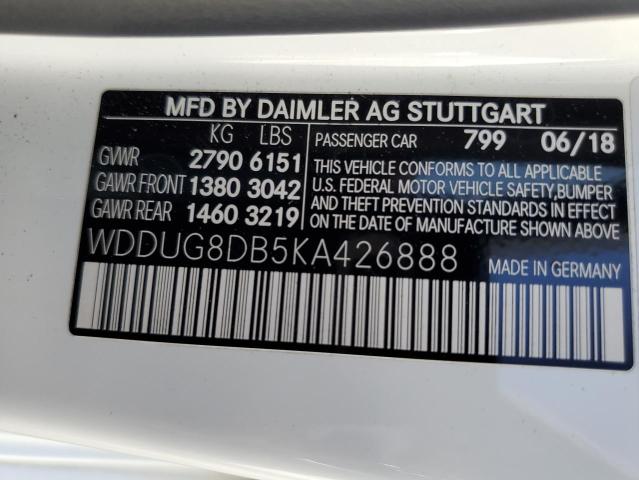 MFD BY DAIMLER AG STUTTGART
KG LBS
GVWR 2790 6151
GAWR FRONT 1380 3042
GAWR REAR 1460 3219
PASSENGER CAR 799 06/18
THIS VEHICLE CONFORMS TO ALL APPLICABLE
U.S. FEDERAL MOTOR VEHICLE SAFETY,BUMPER
AND THEFT PREVENTION STANDARDS IN EFFECT
ON THE DATE OF MANUFACTURE SHOWN ABOVE.
WDDUG8DB5KA426888
MADE IN GERMANY